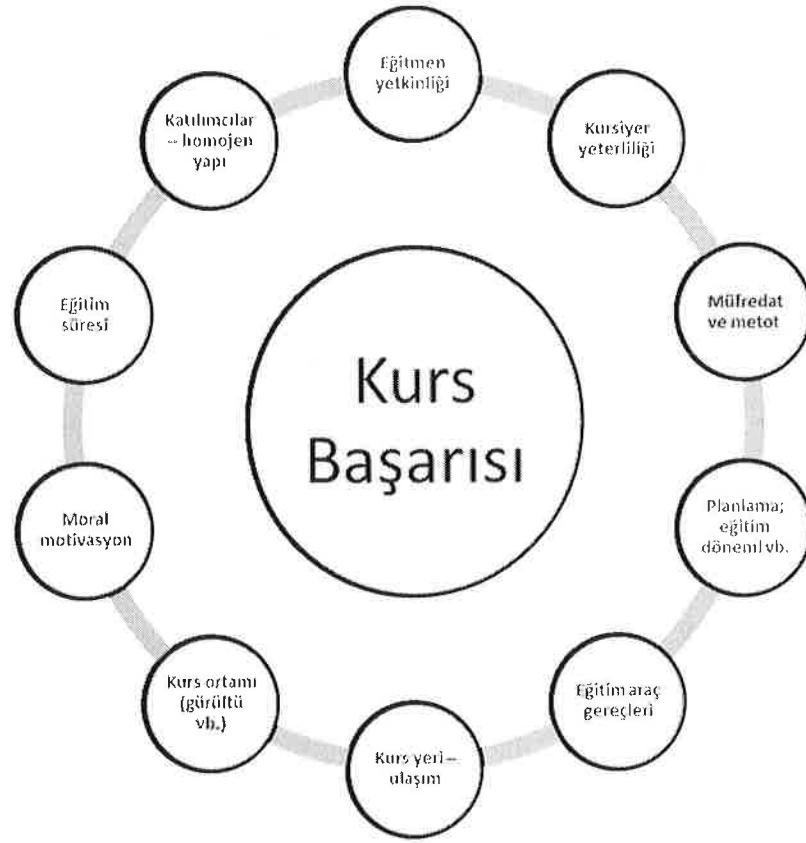 Eğitmen
yetkinliği
Kursiyer
yeterliliği
Müfredat
ve metot
Planlama;
eğitim
dönemi vb.
Eğitim araç
gereçleri
Kurs yeri –
ulaşım
Kurs ortamı
(gürültü
vb.)
Moral
motivasyon
Eğitim
süresi
Katılımcılar
– homojen
yapı
Kurs
Başarısı